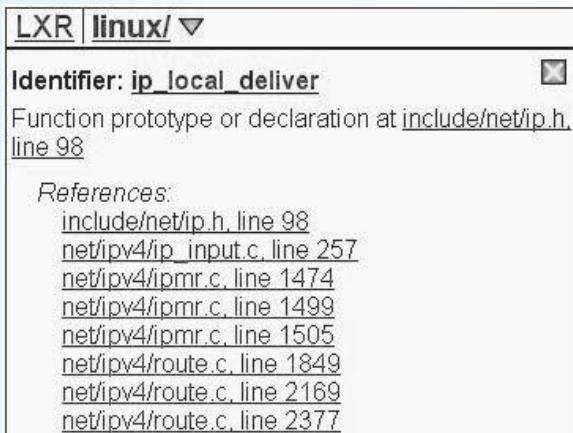 LXR linux/
Identifier: ip_local_deliver
Function prototype or declaration at include/net/ip.h,
line 98
References:
include/net/ip.h, line 98
net/ipv4/ip_input.c, line 257
net/ipv4/ipmr.c, line 1474
net/ipv4/ipmr.c, line 1499
net/ipv4/ipmr.c, line 1505
net/ipv4/route.c, line 1849
net/ipv4/route.c, line 2169
net/ipv4/route.c, line 2377